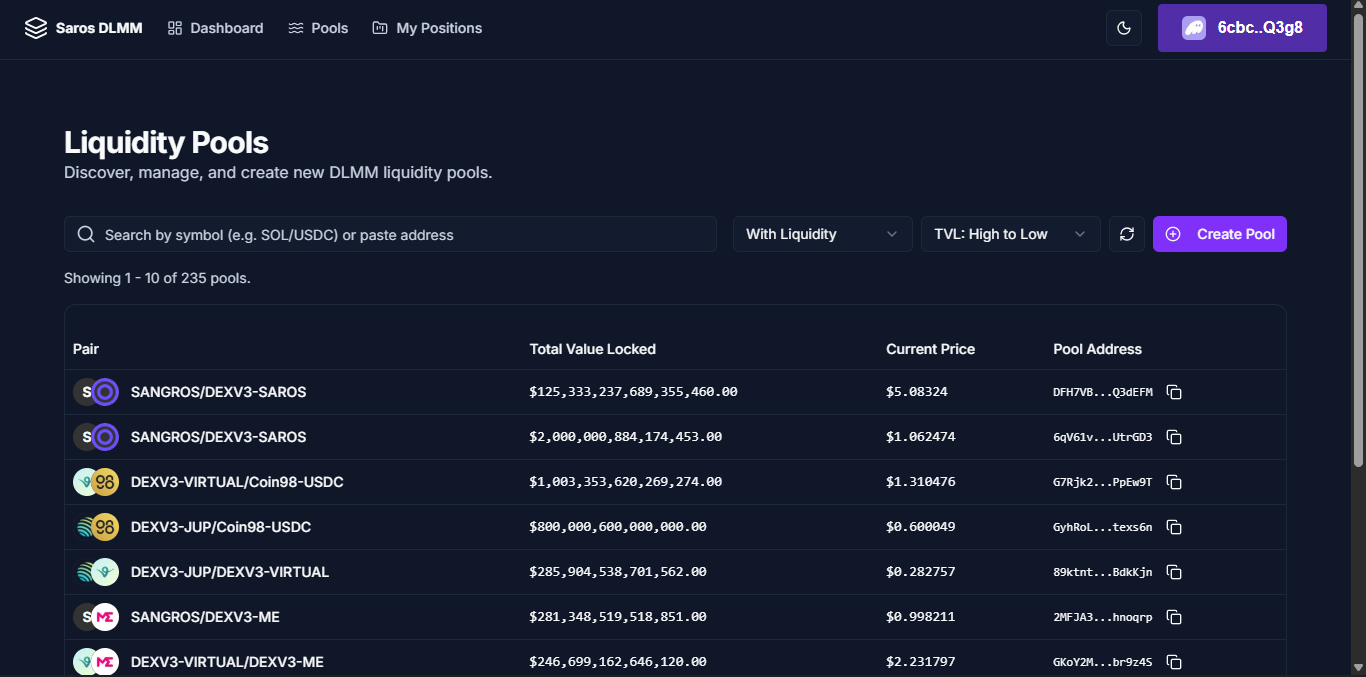 Saros DLMM Dashboard Pools My Positions 6cbc..Q3g8
Liquidity Pools
Discover, manage, and create new DLMM liquidity pools.
Search by symbol (e.g. SOL/USDC) or paste address With Liquidity TVL: High to Low Create Pool
Showing 1 - 10 of 235 pools.
Pair Total Value Locked Current Price Pool Address
S SANGROS/DEXV3-SAROS $125,333,237,689,355,460.00 $5.08324 DFH7VB...Q3dEFM
S SANGROS/DEXV3-SAROS $2,000,000,884,174,453.00 $1.062474 6qV61v...UtrGD3
98 DEXV3-VIRTUAL/Coin98-USDC $1,003,353,620,269,274.00 $1.310476 G7Rjk2...PpEw9T
98 DEXV3-JUP/Coin98-USDC $800,000,600,000,000.00 $0.600049 GyhRoL...texs6n
DEXV3-JUP/DEXV3-VIRTUAL $285,904,538,701,562.00 $0.282757 89ktnt...BdkKjn
S ME SANGROS/DEXV3-ME $281,348,519,518,851.00 $0.998211 2MFJA3...hnoqrp
ME DEXV3-VIRTUAL/DEXV3-ME $246,699,162,646,120.00 $2.231797 GKoY2M...br9z4S